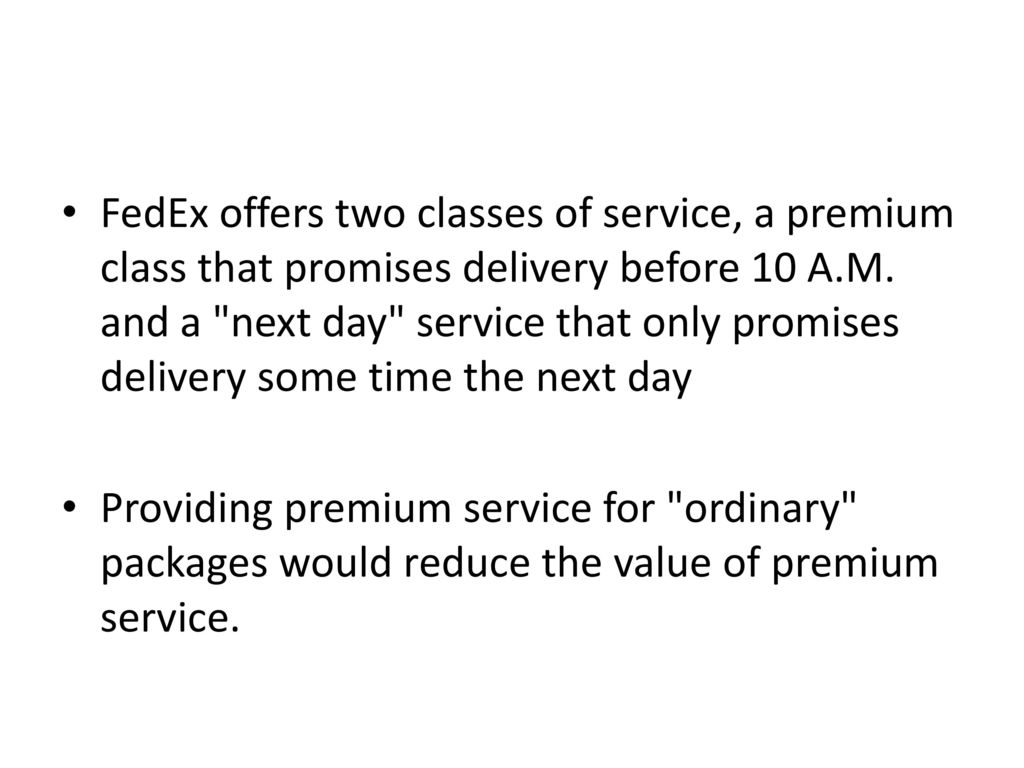 • FedEx offers two classes of service, a premium
class that promises delivery before 10 A.M.
and a "next day" service that only promises
delivery some time the next day
• Providing premium service for "ordinary"
packages would reduce the value of premium
service.